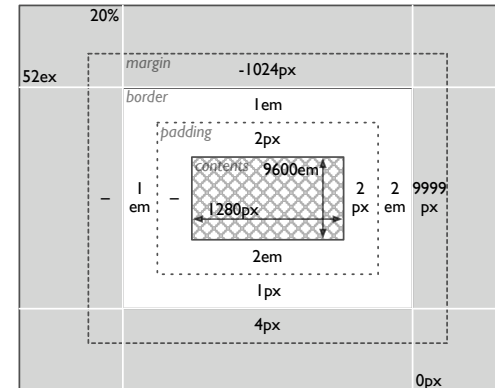 20%
margin
-1024px
52ex
border
1em
padding
2px
contents
9600em
–
1
em
–
2
px
2
em
9999
px
1280px
2em
1px
4px
0px